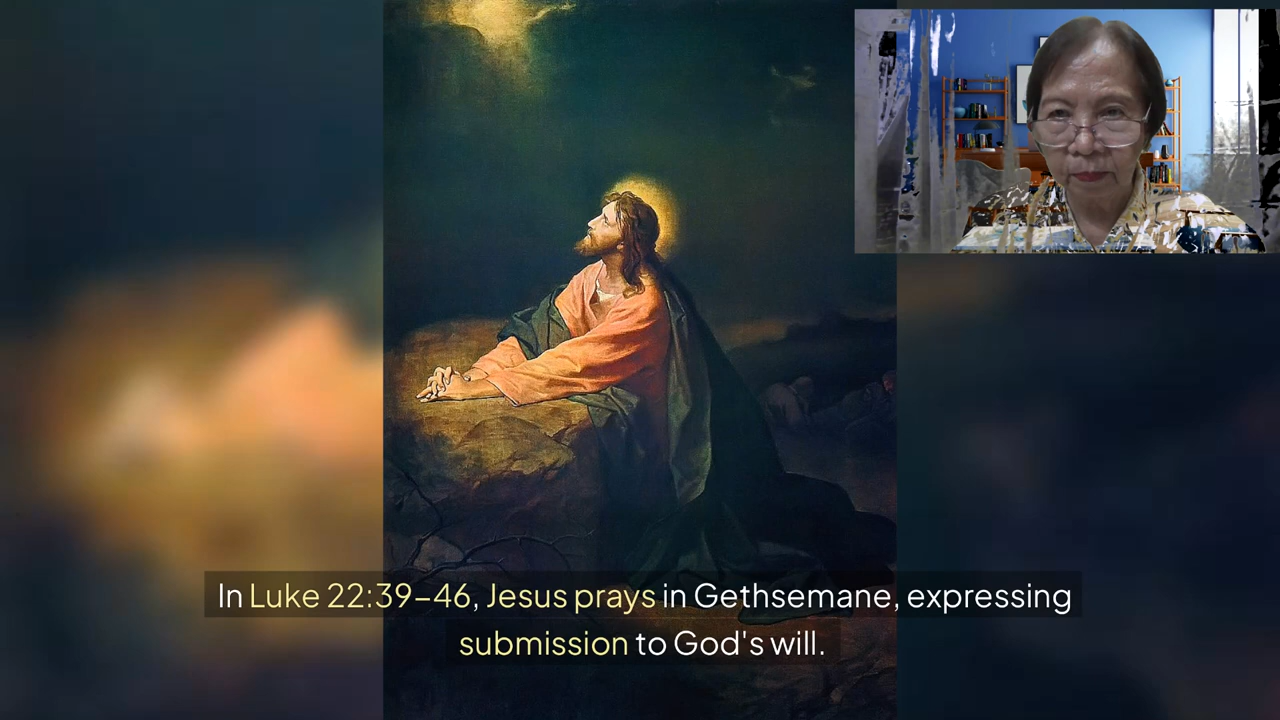 In Luke 22:39–46, Jesus prays in Gethsemane, expressing
submission to God's will.